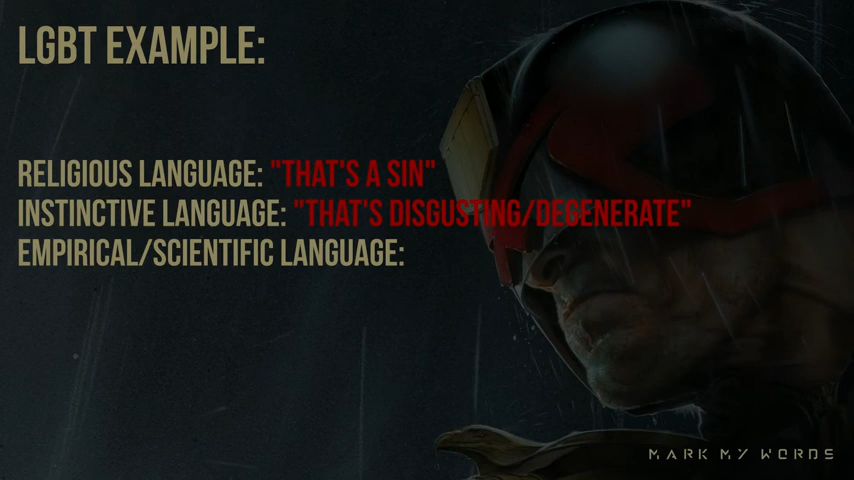 LGBT EXAMPLE:
RELIGIOUS LANGUAGE: "THAT'S A SIN"
INSTINCTIVE LANGUAGE: "THAT'S DISGUSTING/DEGENERATE"
EMPIRICAL/SCIENTIFIC LANGUAGE:
MARK MY WORDS